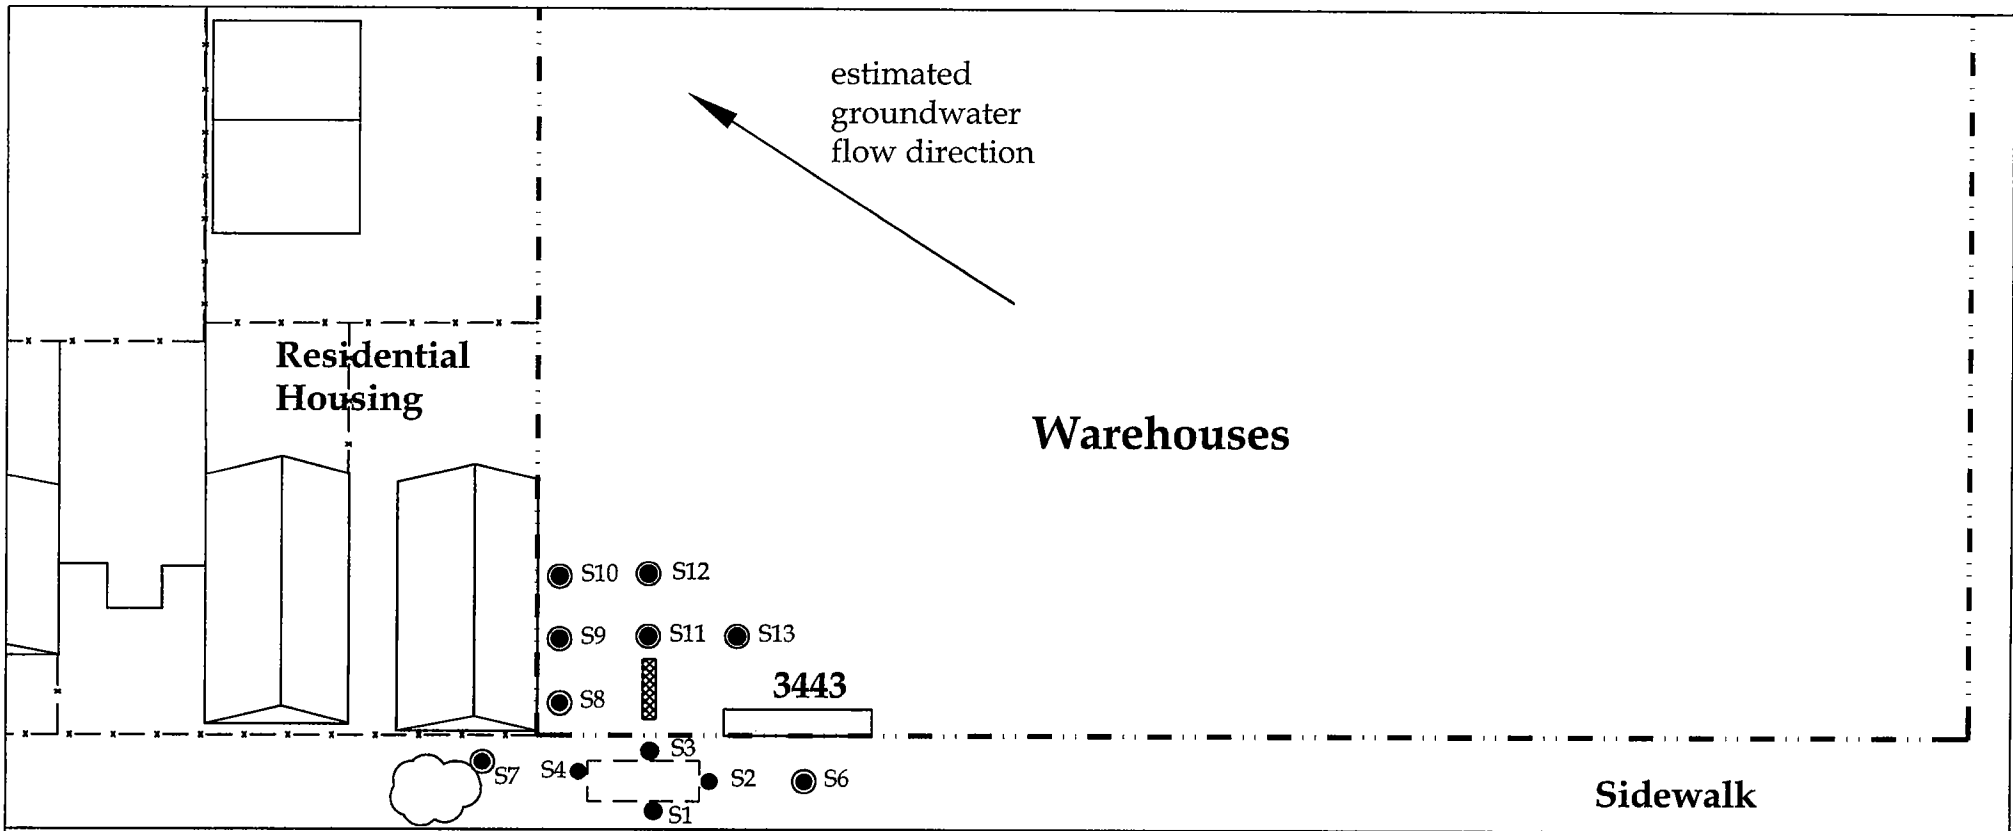 estimated
groundwater
flow direction
Residential
Housing
Warehouses
S10
S12
S9
S11
S13
S8
3443
S3
S7
S4
S2
S6
S1
Sidewalk